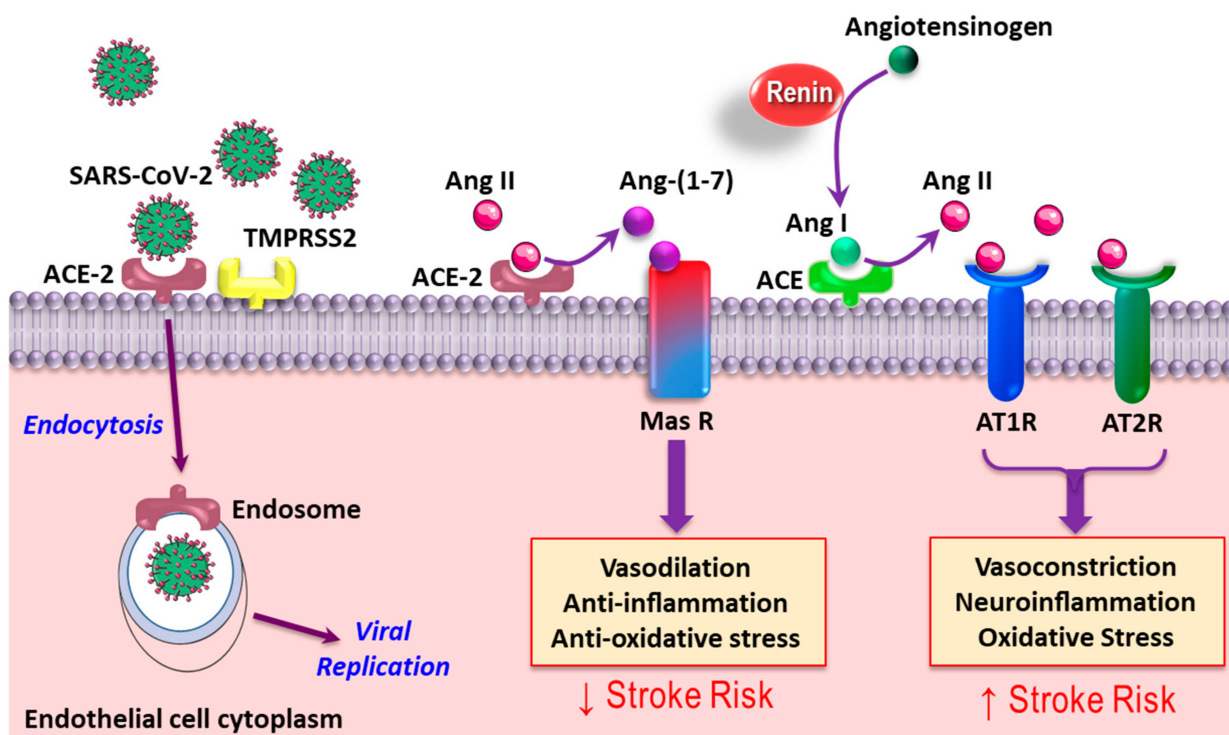 Angiotensinogen
Renin
SARS-CoV-2
Ang II
Ang-(1-7)
Ang II
TMPRSS2
Ang I
ACE-2
ACE-2
ACE
Endocytosis
Mas R
AT1R
AT2R
Endosome
Vasodilation
Anti-inflammation
Anti-oxidative stress
Vasoconstriction
Neuroinflammation
Oxidative Stress
Viral
Replication
↓ Stroke Risk
↑ Stroke Risk
Endothelial cell cytoplasm